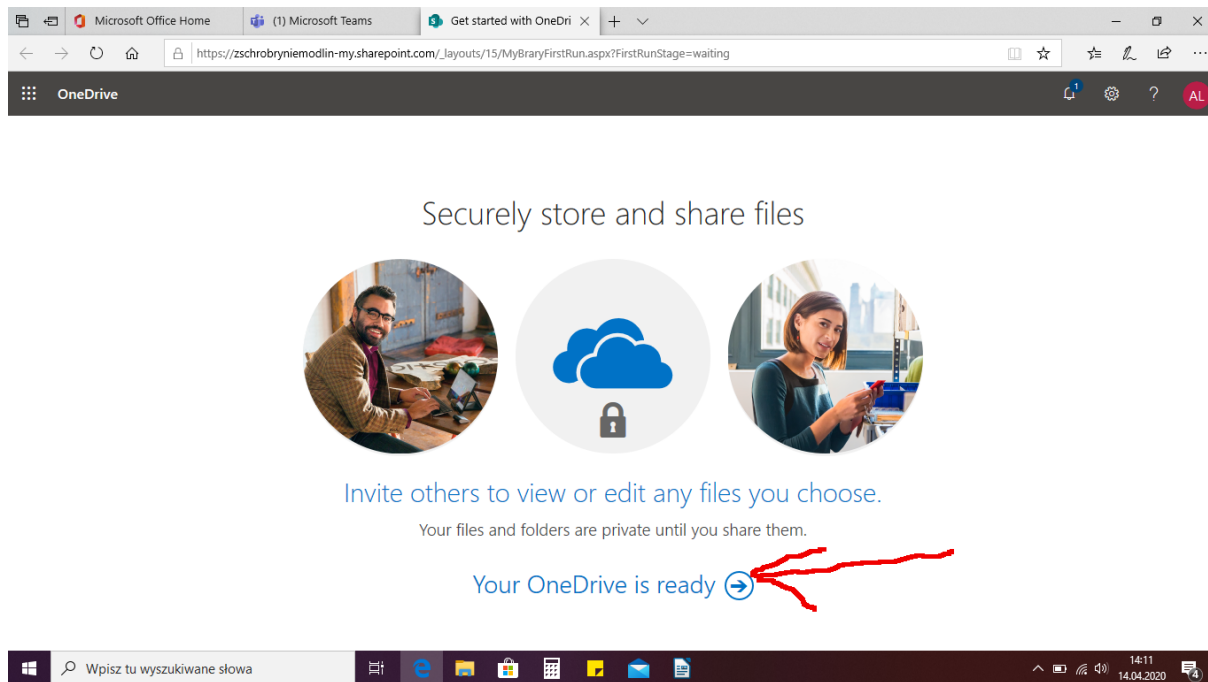 Microsoft Office Home
(1) Microsoft Teams
Get started with OneDri
https://zschrobryniemodlin-my.sharepoint.com/_layouts/15/MyBraryFirstRun.aspx?FirstRunStage=waiting
OneDrive
1
?
AL
Securely store and share files
Invite others to view or edit any files you choose.
Your files and folders are private until you share them.
Your OneDrive is ready
Wpisz tu wyszukiwane słowa
14:11
14.04.2020
4